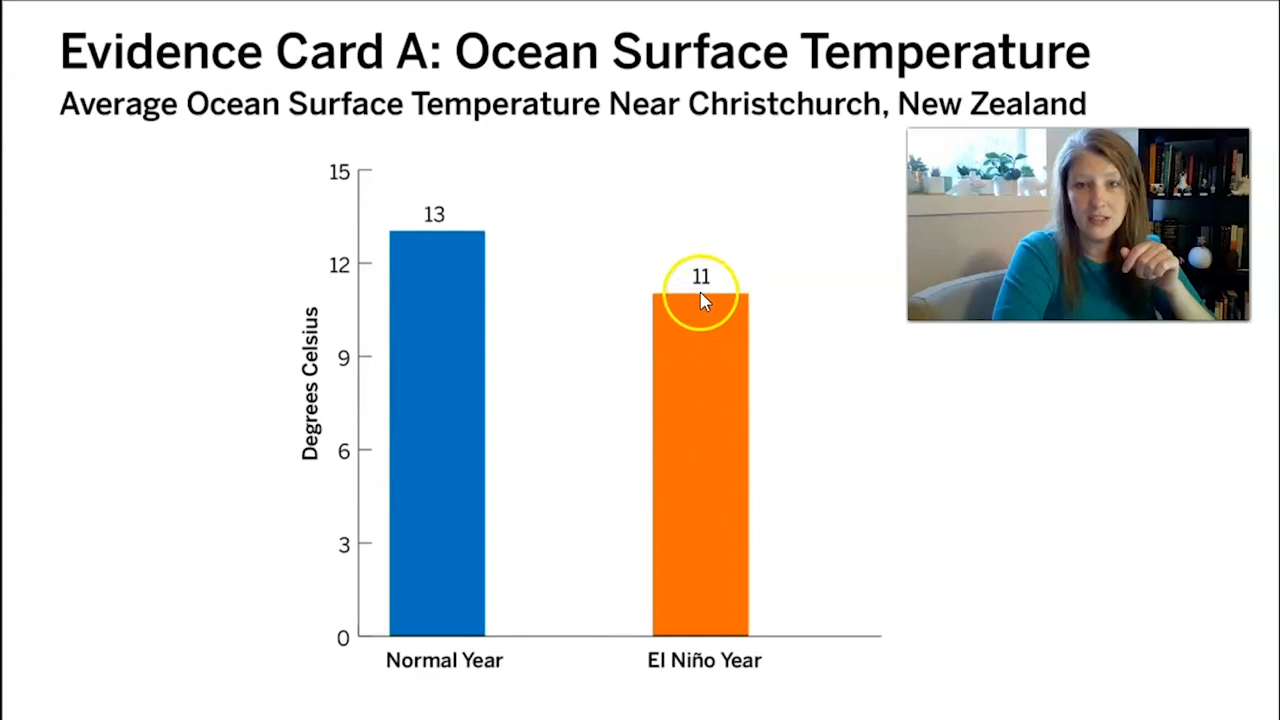 Evidence Card A: Ocean Surface Temperature
Average Ocean Surface Temperature Near Christchurch, New Zealand
Degrees Celsius
15
12
9
6
3
0
13
11
Normal Year
El Niño Year